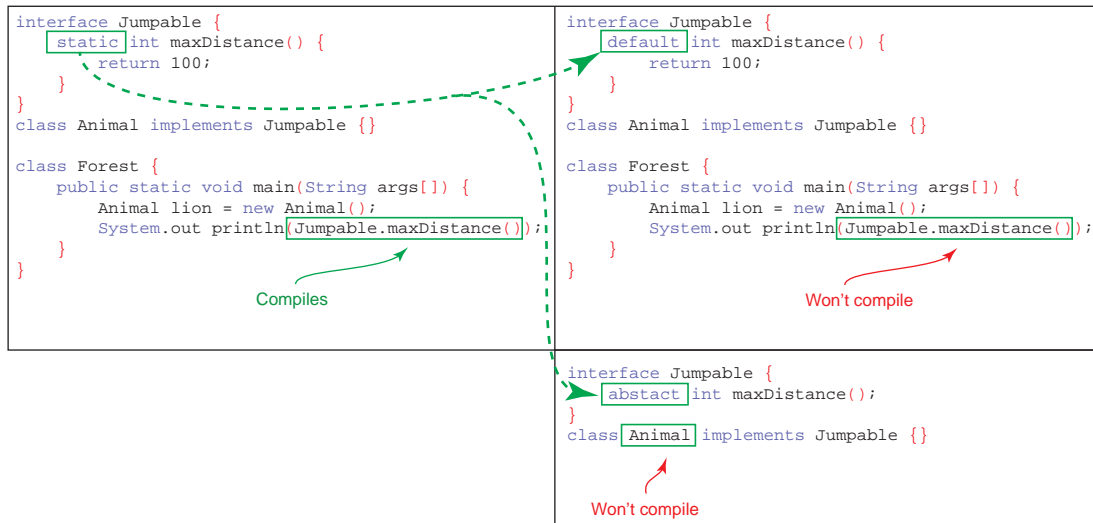 interface Jumpable {
static int maxDistance() {
return 100;
}
}
class Animal implements Jumpable {}
class Forest {
public static void main(String args[]) {
Animal lion = new Animal();
System.out println(Jumpable.maxDistance());
}
}
Compiles
interface Jumpable {
default int maxDistance() {
return 100;
}
}
class Animal implements Jumpable {}
class Forest {
public static void main(String args[]) {
Animal lion = new Animal();
System.out println(Jumpable.maxDistance());
}
}
Won't compile
interface Jumpable {
abstact int maxDistance();
}
class Animal implements Jumpable {}
Won't compile